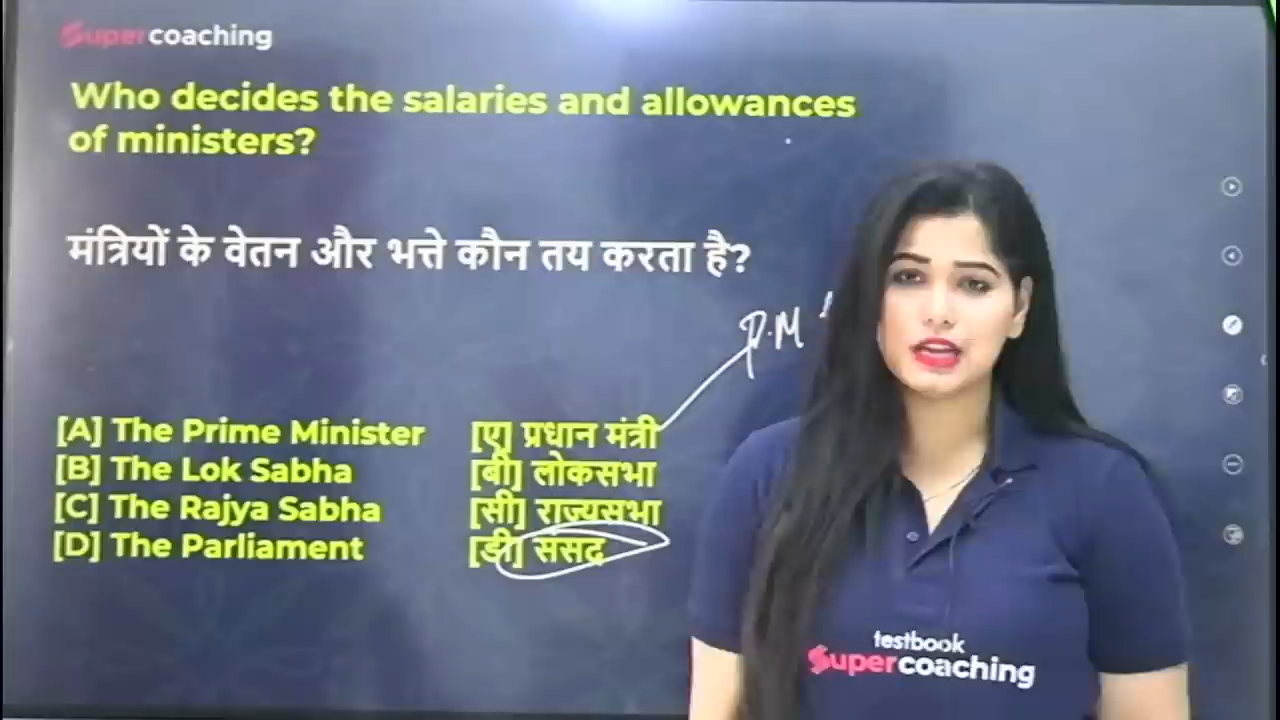 Supercoaching
Who decides the salaries and allowances
of ministers?
मंत्रियों के वेतन और भत्ते कौन तय करता है?
P.M
[A] The Prime Minister [ए] प्रधान मंत्री
[B] The Lok Sabha [बी] लोकसभा
[C] The Rajya Sabha [सी] राज्यसभा
[D] The Parliament [डी] संसद
testbook
Supercoaching